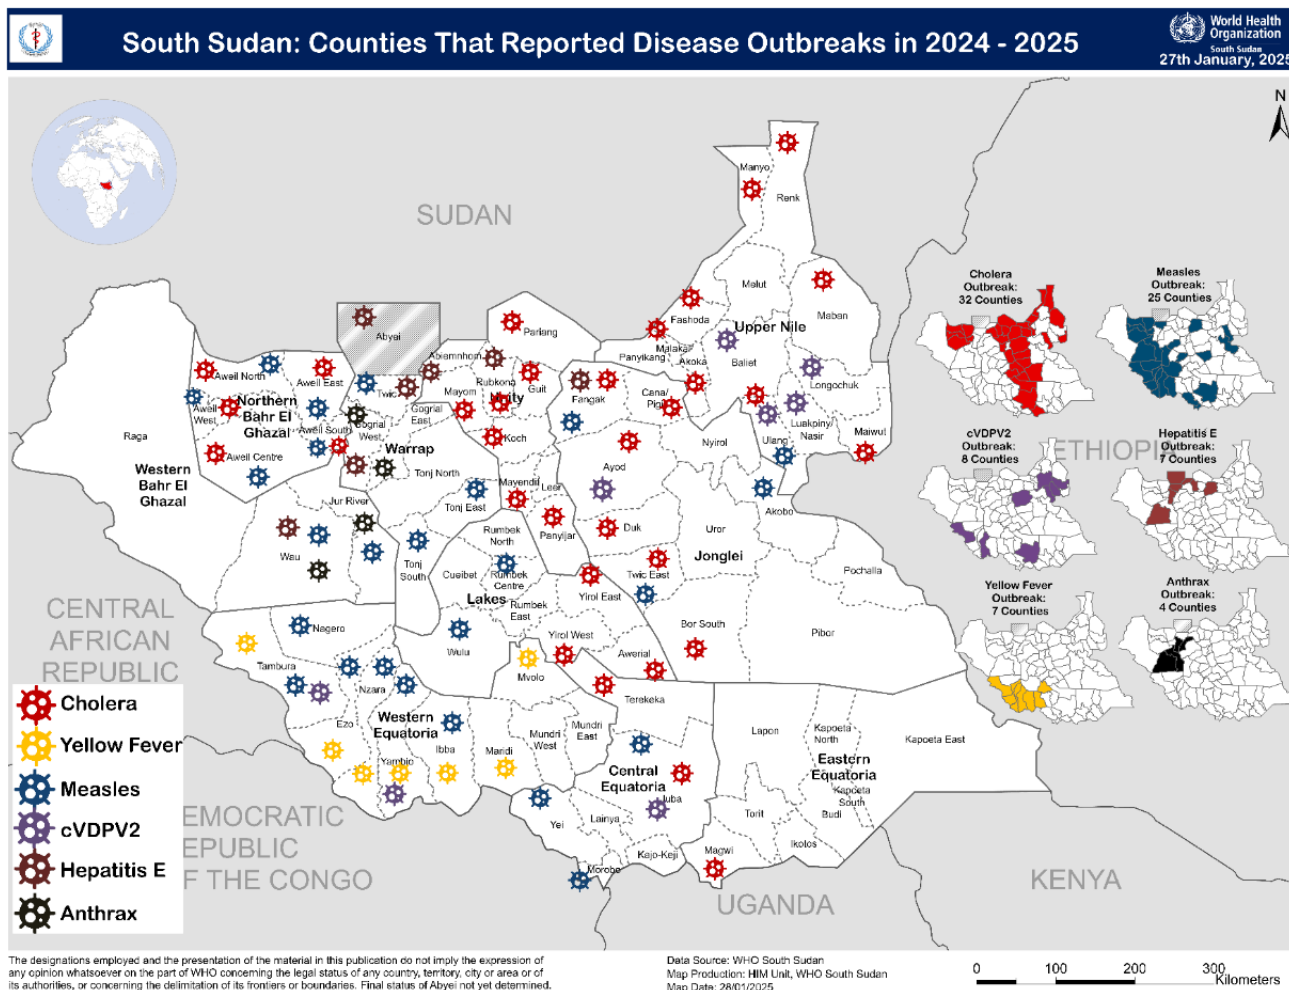 South Sudan: Counties That Reported Disease Outbreaks in 2024 - 2025
World Health
Organization
South Sudan
27th January, 2025
N
SUDAN
ETHIOPIA
KENYA
UGANDA
CENTRAL
AFRICAN
REPUBLIC
EMOCRATIC
EPUBLIC
F THE CONGO
Manyo
Renk
Melut
Maban
Fashoda
Upper Nile
Malakal
Panyikang
Akoka
Baliet
Longochuk
Luakpiny/
Nasir
Maiwut
Ulang
Pariang
Abyei
Abiemnhom
Rubkona
Guit
Unity
Mayom
Koch
Mayendit
Leer
Panyijar
Fangak
Cana/
Pigi
Nyirol
Ayod
Akobo
Uror
Duk
Jonglei
Twic East
Pochalla
Pibor
Bor South
Aweil North
Aweil East
Aweil
West
Northern
Bahr El
Ghazal
Aweil South
Aweil Centre
Raga
Western
Bahr El
Ghazal
Jur River
Wau
Twic
Gogrial
East
Gogrial
West
Warrap
Tonj North
Tonj East
Tonj
South
Rumbek
North
Cueibet
Rumbek
Centre
Lakes
Rumbek
East
Wulu
Yirol East
Yirol West
Awerial
Nagero
Tambura
Nzara
Ezo
Western
Equatoria
Yambio
Ibba
Maridi
Mvolo
Mundri
West
Mundri
East
Terekeka
Central
Equatoria
Juba
Yei
Lainya
Morobo
Kajo-Keji
Magwi
Lapon
Torit
Ikotos
Budi
Kapoeta
North
Eastern
Equatoria
Kapoeta
South
Kapoeta East
Cholera
Outbreak:
32 Counties
Measles
Outbreak:
25 Counties
cVDPV2
Outbreak:
8 Counties
Hepatitis E
Outbreak:
7 Counties
Yellow Fever
Outbreak:
7 Counties
Anthrax
Outbreak:
4 Counties
Cholera
Yellow Fever
Measles
cVDPV2
Hepatitis E
Anthrax
The designations employed and the presentation of the material in this publication do not imply the expression of
any opinion whatsoever on the part of WHO concerning the legal status of any country, territory, city or area or of
its authorities, or concerning the delimitation of its frontiers or boundaries. Final status of Abyei not yet determined.
Data Source: WHO South Sudan
Map Production: HIM Unit, WHO South Sudan
Map Date: 28/01/2025
0 100 200 300
Kilometers